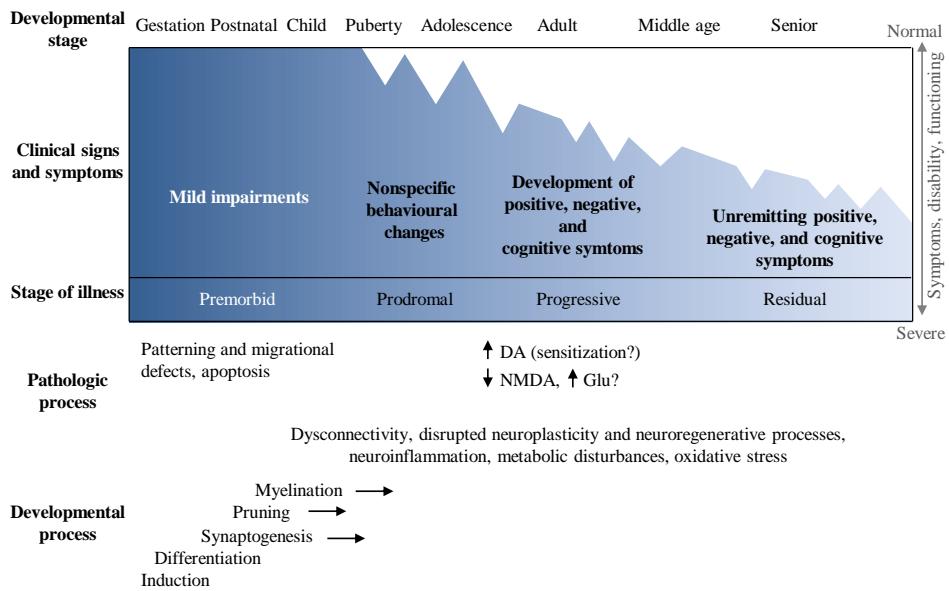 Developmental stage
Gestation Postnatal Child Puberty Adolescence Adult Middle age Senior
Normal
Symptoms, disability, functioning
Severe
Clinical signs
and symptoms
Mild impairments
Nonspecific
behavioural
changes
Development of
positive, negative,
and
cognitive symtoms
Unremitting positive,
negative, and cognitive
symptoms
Stage of illness
Premorbid
Prodromal
Progressive
Residual
Pathologic
process
Patterning and migrational
defects, apoptosis
↑ DA (sensitization?)
↓ NMDA, ↑ Glu?
Dysconnectivity, disrupted neuroplasticity and neuroregenerative processes,
neuroinflammation, metabolic disturbances, oxidative stress
Developmental
process
Myelination →
Pruning →
Synaptogenesis →
Differentiation
Induction